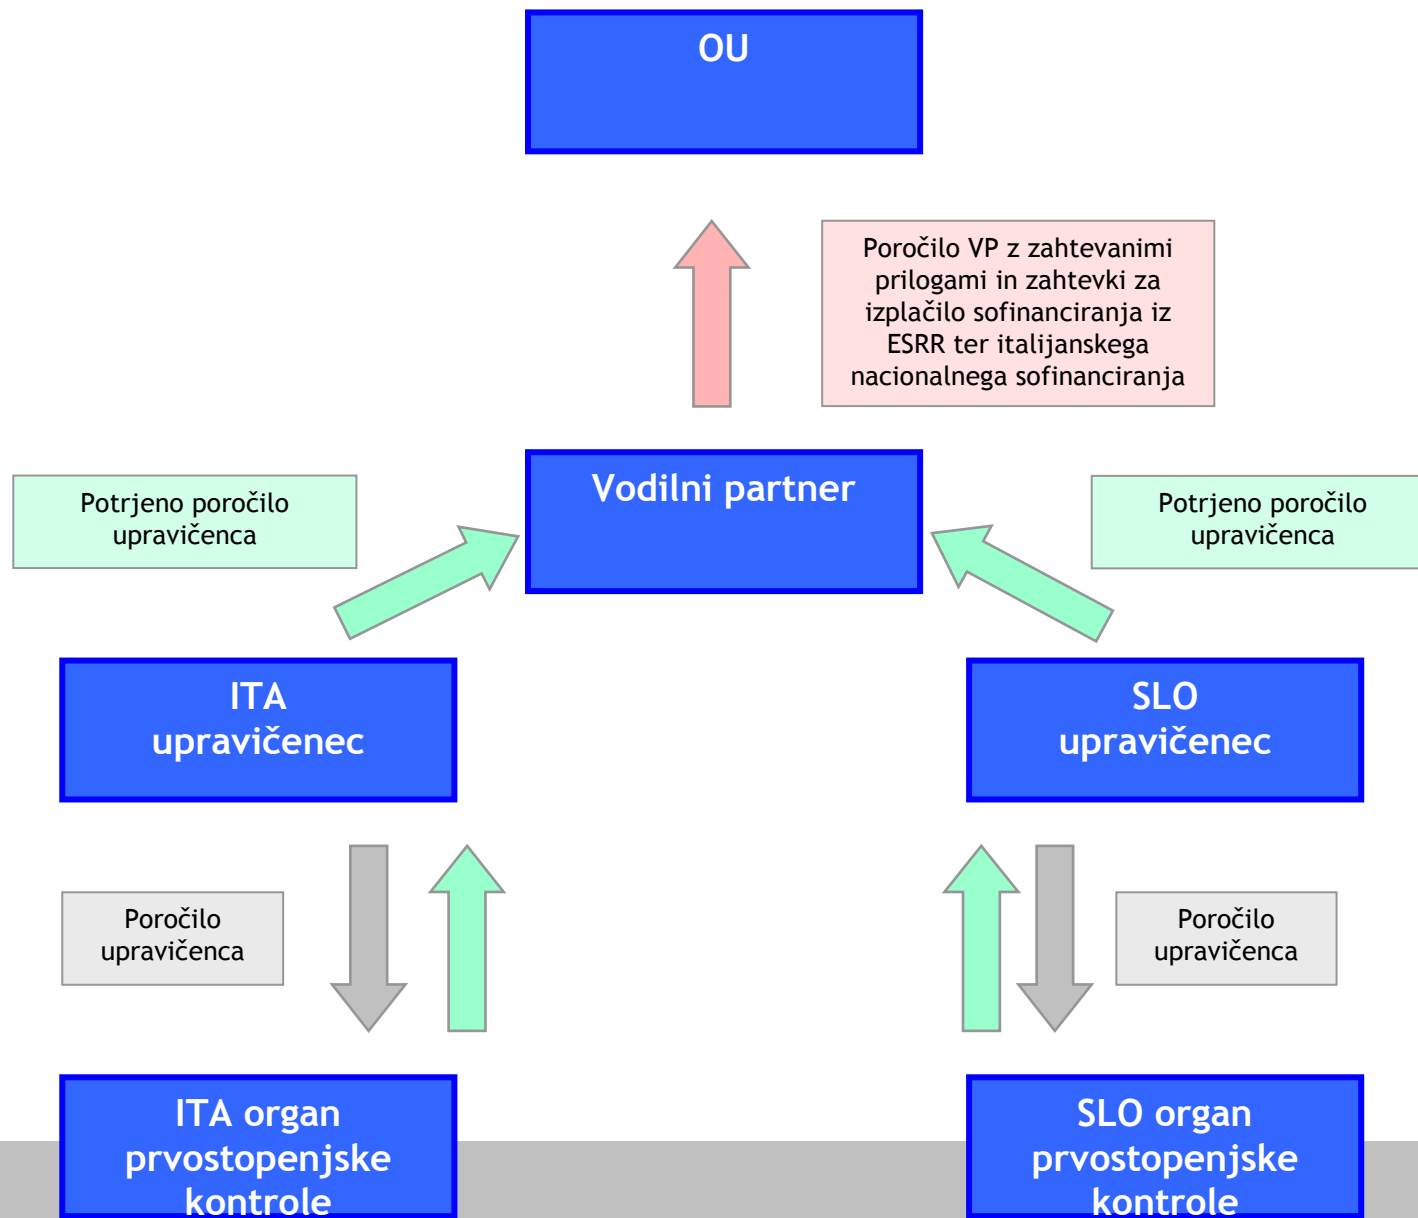 OU
Poročilo VP z zahtevanimi
prilogami in zahtevki za
izplačilo sofinanciranja iz
ESRR ter italijanskega
nacionalnega sofinanciranja
Vodilni partner
Potrjeno poročilo
upravičenca
Potrjeno poročilo
upravičenca
ITA
upravičenec
SLO
upravičenec
Poročilo
upravičenca
Poročilo
upravičenca
ITA organ
prvostopenjske
kontrole
SLO organ
prvostopenjske
kontrole